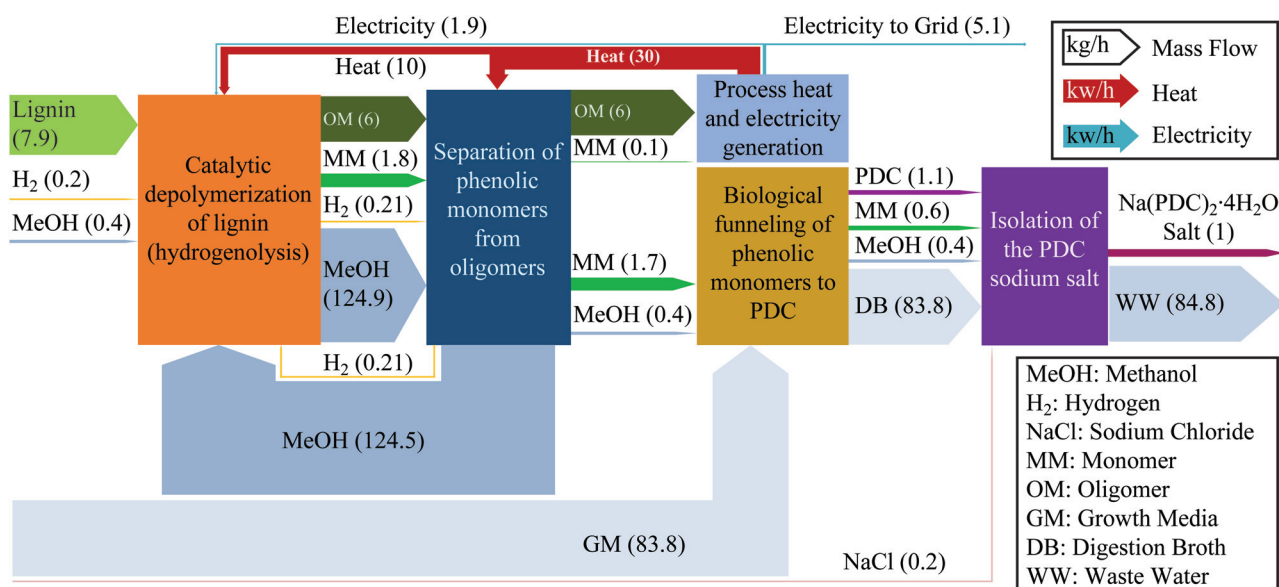 Electricity (1.9)
Electricity to Grid (5.1)
Heat (10)
Heat (30)
kg/h
Mass Flow
kw/h
Heat
kw/h
Electricity
Lignin
(7.9)
H₂ (0.2)
MeOH (0.4)
Catalytic
depolymerization
of lignin
(hydrogenolysis)
OM (6)
MM (1.8)
H₂ (0.21)
MeOH
(124.9)
Separation of
phenolic
monomers
from
oligomers
OM (6)
MM (0.1)
MM (1.7)
MeOH (0.4)
Process heat
and electricity
generation
Biological
funneling of
phenolic
monomers to
PDC
PDC (1.1)
MM (0.6)
MeOH (0.4)
DB (83.8)
Isolation of
the PDC
sodium salt
Na(PDC)₂·4H₂O
Salt (1)
WW (84.8)
H₂ (0.21)
MeOH (124.5)
GM (83.8)
NaCl (0.2)
MeOH: Methanol
H₂: Hydrogen
NaCl: Sodium Chloride
MM: Monomer
OM: Oligomer
GM: Growth Media
DB: Digestion Broth
WW: Waste Water